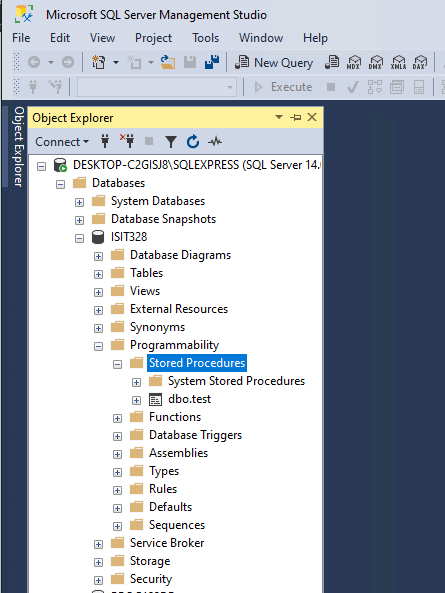 Microsoft SQL Server Management Studio
File Edit View Project Tools Window Help
New Query MDX DMX XMLA DAX
Execute
Object Explorer
Object Explorer
Connect
DESKTOP-C2GISJ8\SQLEXPRESS (SQL Server 14.
Databases
System Databases
Database Snapshots
ISIT328
Database Diagrams
Tables
Views
External Resources
Synonyms
Programmability
Stored Procedures
System Stored Procedures
dbo.test
Functions
Database Triggers
Assemblies
Types
Rules
Defaults
Sequences
Service Broker
Storage
Security